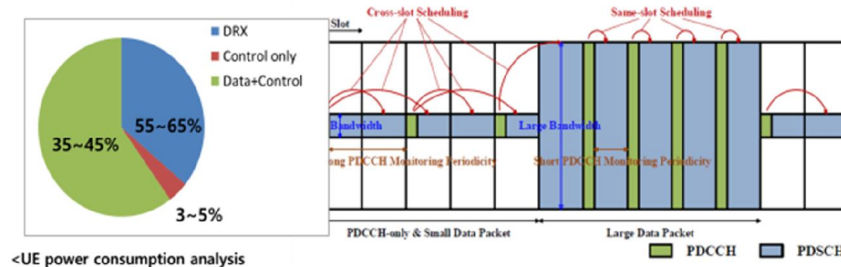 DRX
Control only
Data+Control
35~45%
55~65%
3~5%
<UE power consumption analysis
Slot
Cross-slot Scheduling
Same-slot Scheduling
Bandwidth
Large Bandwidth
ong PDCCH Monitoring Periodicity
Short PDCCH Monitoring Periodicity
PDCCH-only & Small Data Packet
Large Data Packet
PDCCH
PDSCH